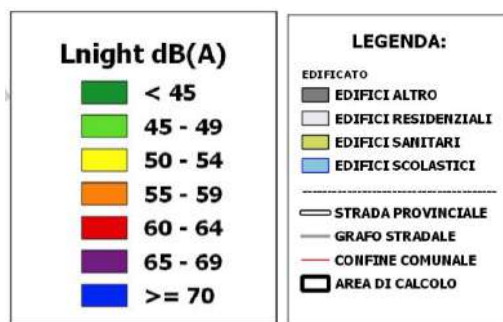 Lnight dB(A)
< 45
45 - 49
50 - 54
55 - 59
60 - 64
65 - 69
>= 70
LEGENDA:
EDIFICATO
EDIFICI ALTRO
EDIFICI RESIDENZIALI
EDIFICI SANITARI
EDIFICI SCOLASTICI
STRADA PROVINCIALE
GRAFO STRADALE
CONFINE COMUNALE
AREA DI CALCOLO